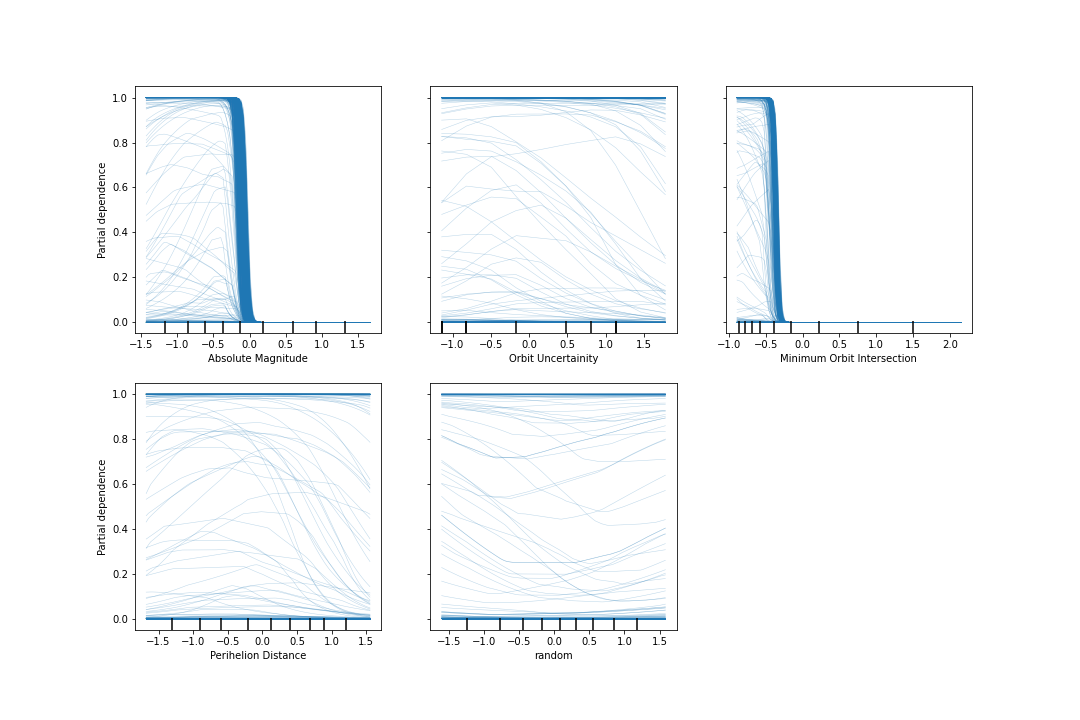 Partial dependence
1.0
0.8
0.6
0.4
0.2
0.0
−1.5 −1.0 −0.5 0.0 0.5 1.0 1.5
Absolute Magnitude
−1.0 −0.5 0.0 0.5 1.0 1.5
Orbit Uncertainity
−1.0 −0.5 0.0 0.5 1.0 1.5 2.0
Minimum Orbit Intersection
Partial dependence
1.0
0.8
0.6
0.4
0.2
0.0
−1.5 −1.0 −0.5 0.0 0.5 1.0 1.5
Perihelion Distance
−1.5 −1.0 −0.5 0.0 0.5 1.0 1.5
random